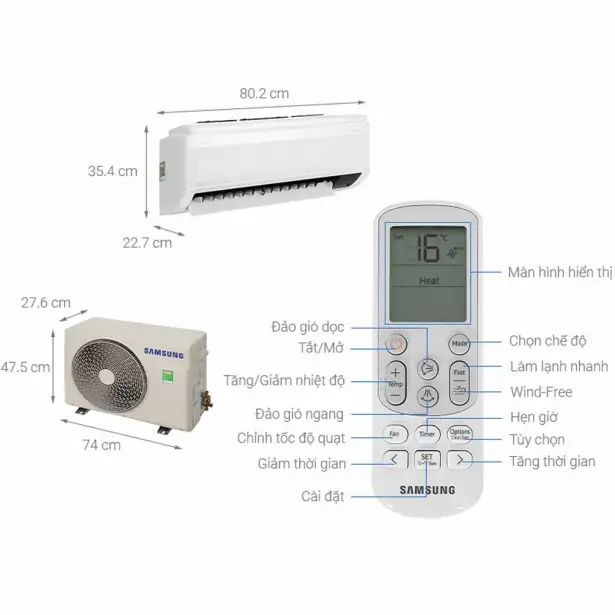 80.2 cm
35.4 cm
22.7 cm
27.6 cm
47.5 cm
74 cm
SAMSUNG
Set
16 °C
Heat
Màn hình hiển thị
Đảo gió dọc
Tắt/Mở
Mode
Chọn chế độ
Làm lạnh nhanh
Temp
Fast
Tăng/Giảm nhiệt độ
Wind-Free
Đảo gió ngang
Hẹn giờ
Fan
Timer
Options
Chỉnh tốc độ quạt
Tùy chọn
Giảm thời gian
SET
Tăng thời gian
Cài đặt
SAMSUNG